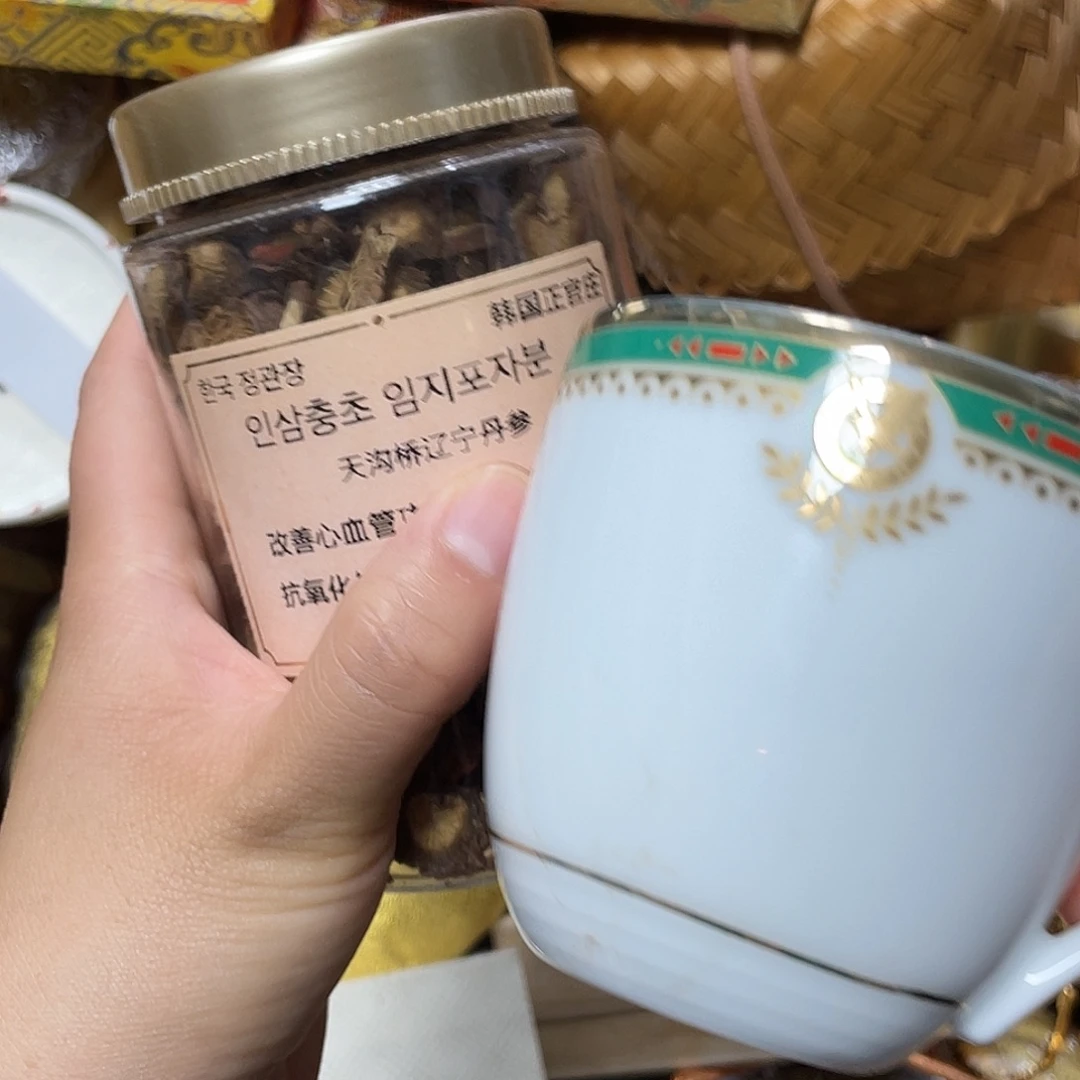 韩国正官庄
한국 정관장
인삼충초 임지포자분
天沟桥辽宁丹参
改善心血管
抗氧化